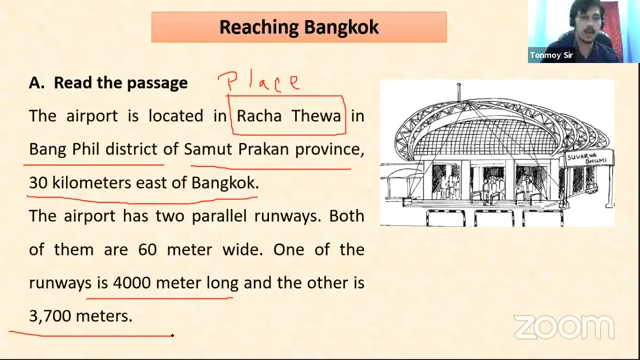 Reaching Bangkok
Tonmoy Sir
A. Read the passage
Place
The airport is located in Racha Thewa in
Bang Phil district of Samut Prakan province,
30 kilometers east of Bangkok.
The airport has two parallel runways. Both
of them are 60 meter wide. One of the
runways is 4000 meter long and the other is
3,700 meters.
SUVARNA
BHUMI
zoom